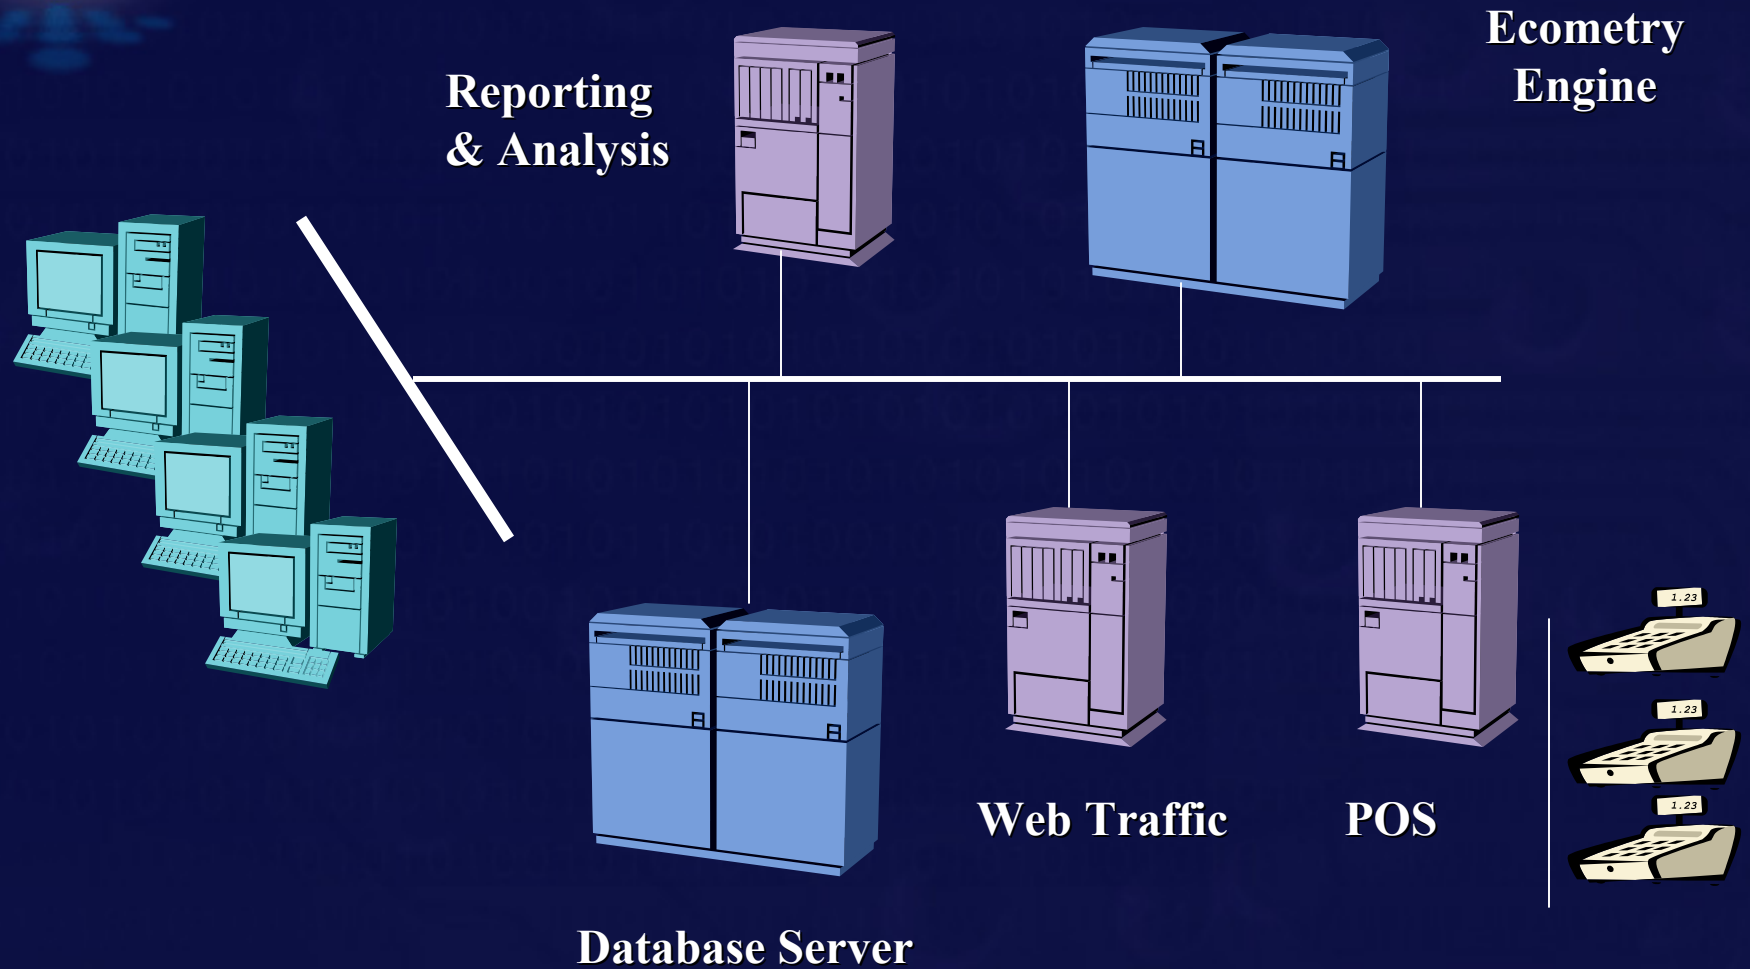 Ecometry
Engine
Reporting
& Analysis
1.23
1.23
1.23
Web Traffic
POS
Database Server